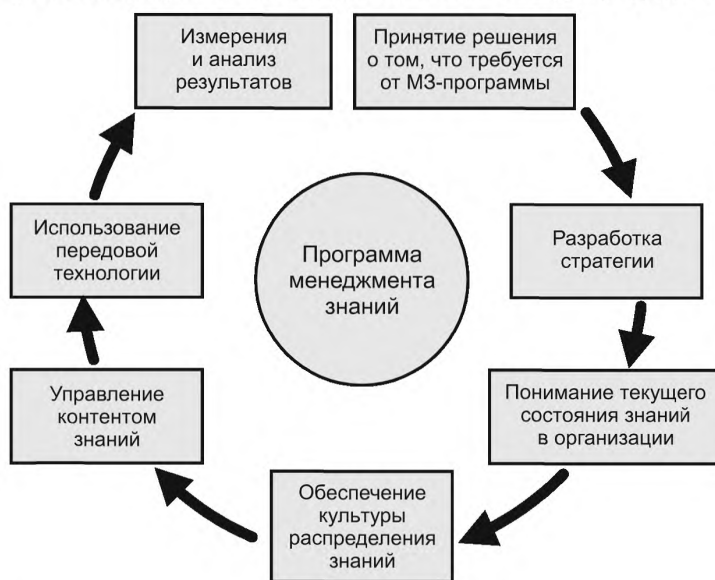 Измерения
и анализ
результатов
Принятие решения
о том, что требуется
от МЗ-программы
Разработка
стратегии
Понимание текущего
состояния знаний
в организации
Обеспечение
культуры
распределения
знаний
Управление
контентом
знаний
Использование
передовой
технологии
Программа
менеджмента
знаний